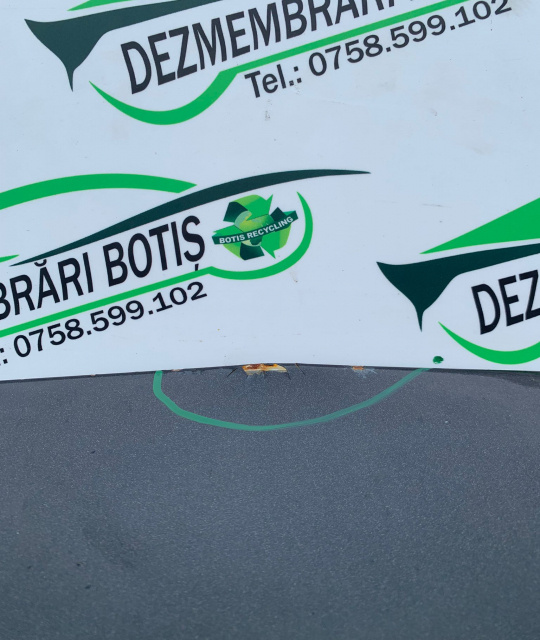 DEZMEMBRĂRI
Tel.: 0758.599.102
BRĂRI BOTIȘ
BOTIS RECYCLING
: 0758.599.102
DEZ